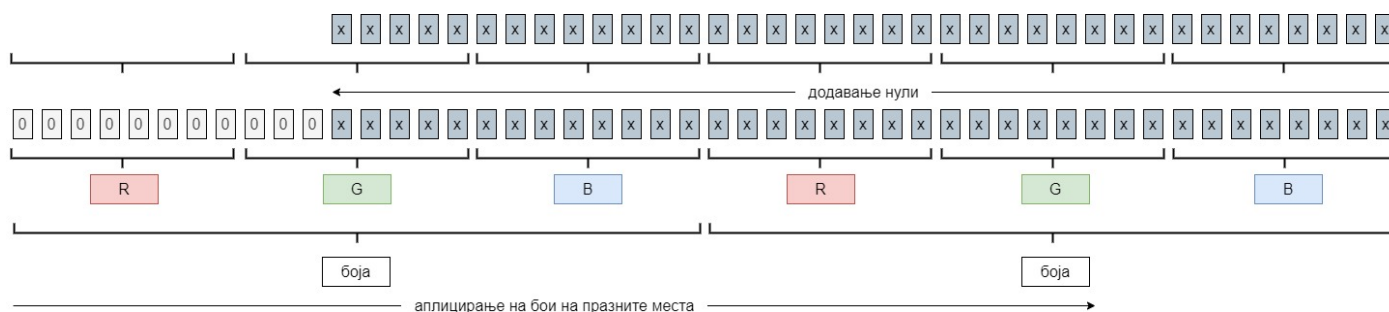 x x x x x x x x x x x x x x x x x x x x x x x x x x x x x x x x x x x x x
додавање нули
0 0 0 0 0 0 0 0 0 0 0 x x x x x x x x x x x x x x x x x x x x x x x x x x x x x x x x x x x x x
R G B R G B
боја боја
аплицирање на бои на празните места